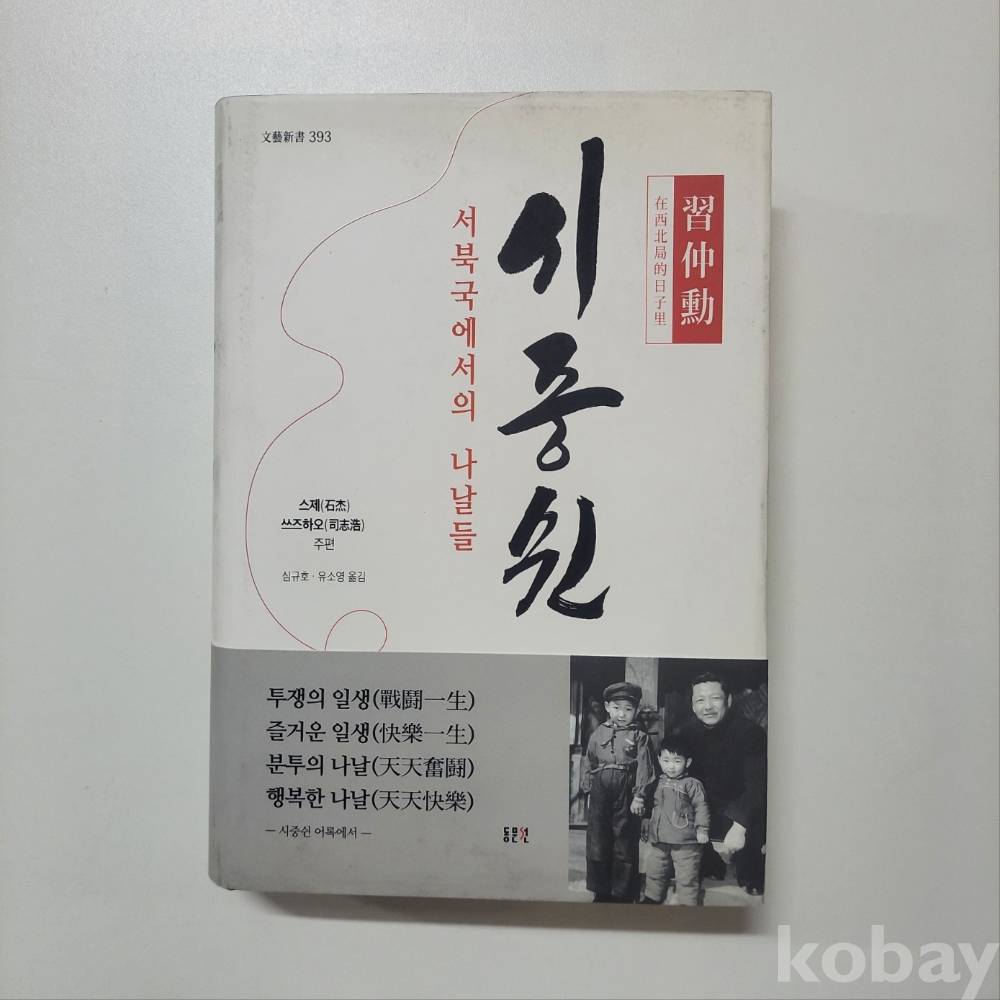 文藝新書 393
시중쉰
서북국에서의 나날들
習仲勳
在西北局的日子里
스제(石杰)
쓰즈하오(司志浩)
주편
심규호·유소영 옮김
투쟁의 일생(戰鬪一生)
즐거운 일생(快樂一生)
분투의 나날(天天奮鬪)
행복한 나날(天天快樂)
— 시중쉰 어록에서 —
동문선
kobay